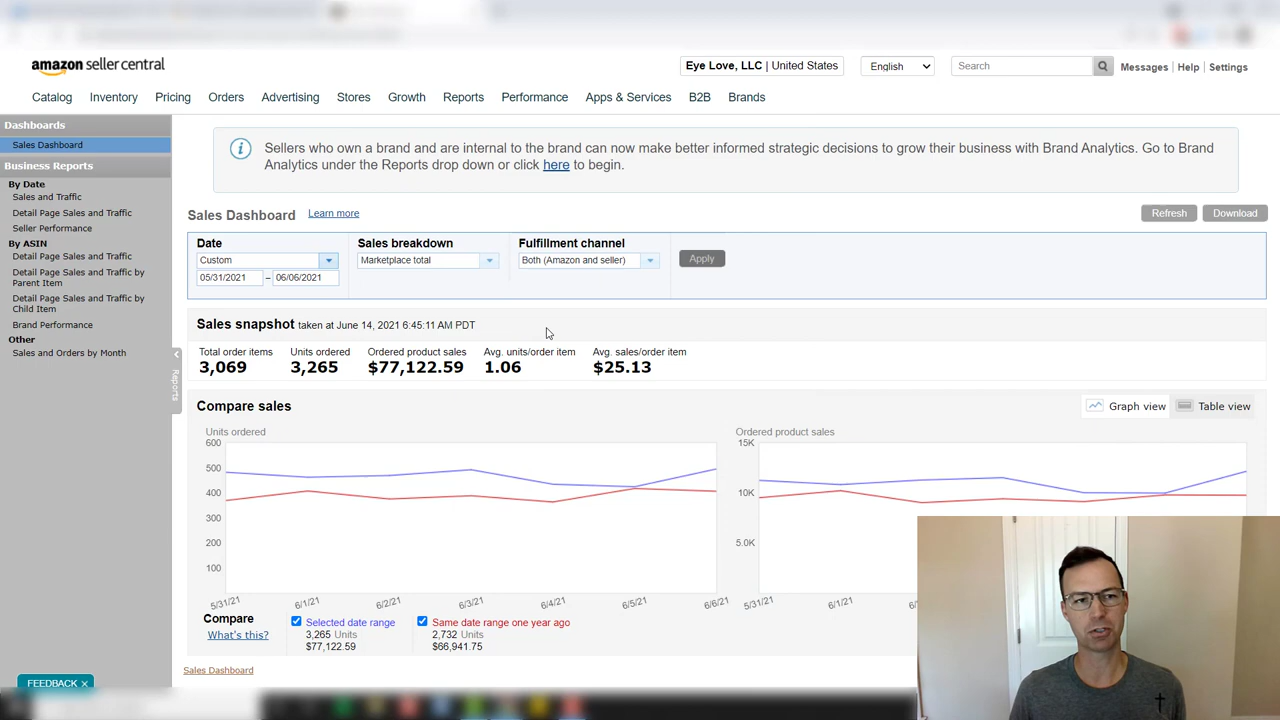 amazon seller central
Eye Love, LLC | United States
English
Search
Messages | Help | Settings
Catalog Inventory Pricing Orders Advertising Stores Growth Reports Performance Apps & Services B2B Brands
Dashboards
Sales Dashboard
Business Reports
By Date
Sales and Traffic
Detail Page Sales and Traffic
Seller Performance
By ASIN
Detail Page Sales and Traffic
Detail Page Sales and Traffic by
Parent Item
Detail Page Sales and Traffic by
Child Item
Brand Performance
Other
Sales and Orders by Month
Reports
FEEDBACK ×
Sellers who own a brand and are internal to the brand can now make better informed strategic decisions to grow their business with Brand Analytics. Go to Brand
Analytics under the Reports drop down or click here to begin.
Sales Dashboard Learn more
Refresh Download
Date Sales breakdown Fulfillment channel
Custom Marketplace total Both (Amazon and seller) Apply
05/31/2021 – 06/06/2021
Sales snapshot taken at June 14, 2021 6:45:11 AM PDT
Total order items Units ordered Ordered product sales Avg. units/order item Avg. sales/order item
3,069 3,265 $77,122.59 1.06 $25.13
Compare sales
Graph view Table view
Units ordered
600
500
400
300
200
100
5/31/21 6/1/21 6/2/21 6/3/21 6/4/21 6/5/21 6/6/21
Ordered product sales
15K
10K
5.0K
5/31/21 6/1/21
Compare
What's this?
Selected date range
3,265 Units
$77,122.59
Same date range one year ago
2,732 Units
$66,941.75
Sales Dashboard